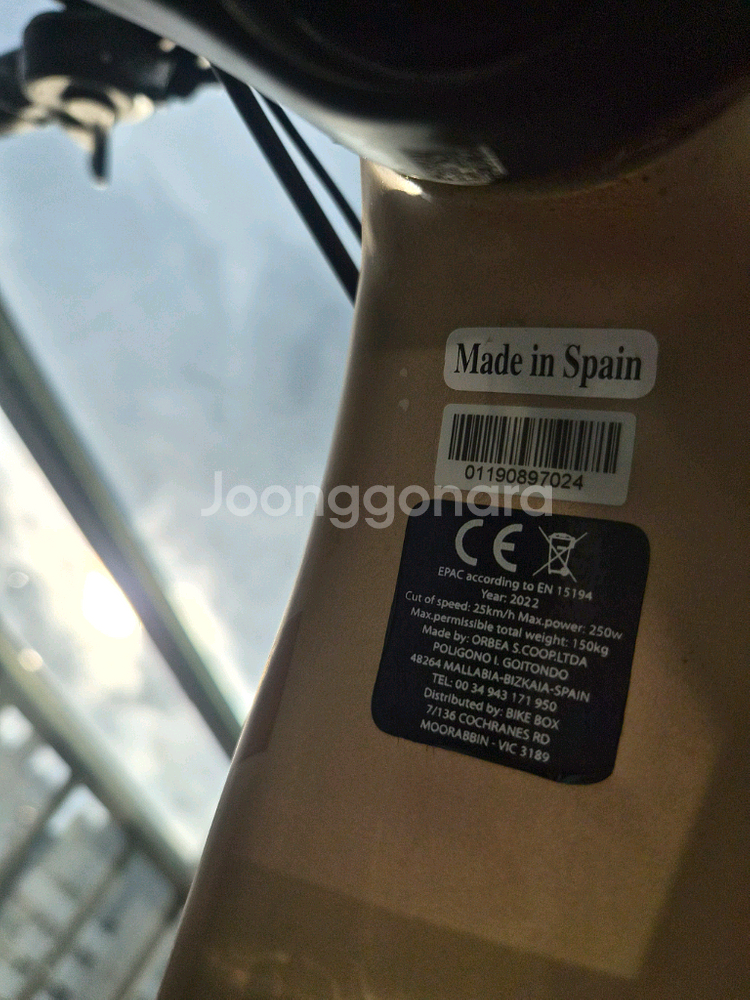 Made in Spain
01190897024
Joonggonara
CE
EPAC according to EN 15194
Year: 2022
Cut of speed: 25km/h Max.power: 250w
Max.permissible total weight: 150kg
Made by: ORBEA S.COOP.LTDA
POLIGONO I. GOITONDO
48264 MALLABIA-BIZKAIA-SPAIN
TEL: 00 34 943 171 950
Distributed by: BIKE BOX
7/136 COCHRANES RD
MOORABBIN - VIC 3189